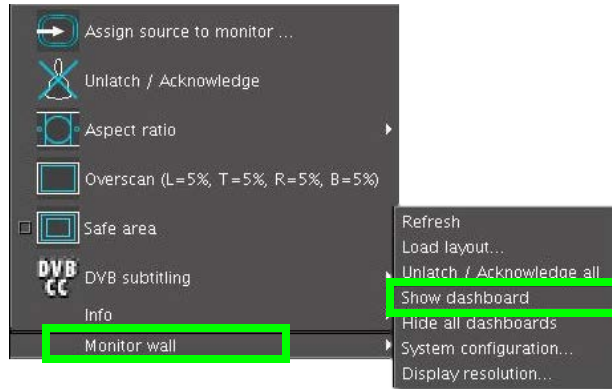 Assign source to monitor ...
Unlatch / Acknowledge
Aspect ratio
Overscan (L=5%, T=5%, R=5%, B=5%)
Safe area
DVB
CC
DVB subtitling
Info
Monitor wall
Refresh
Load layout...
Unlatch / Acknowledge all
Show dashboard
Hide all dashboards
System configuration...
Display resolution...